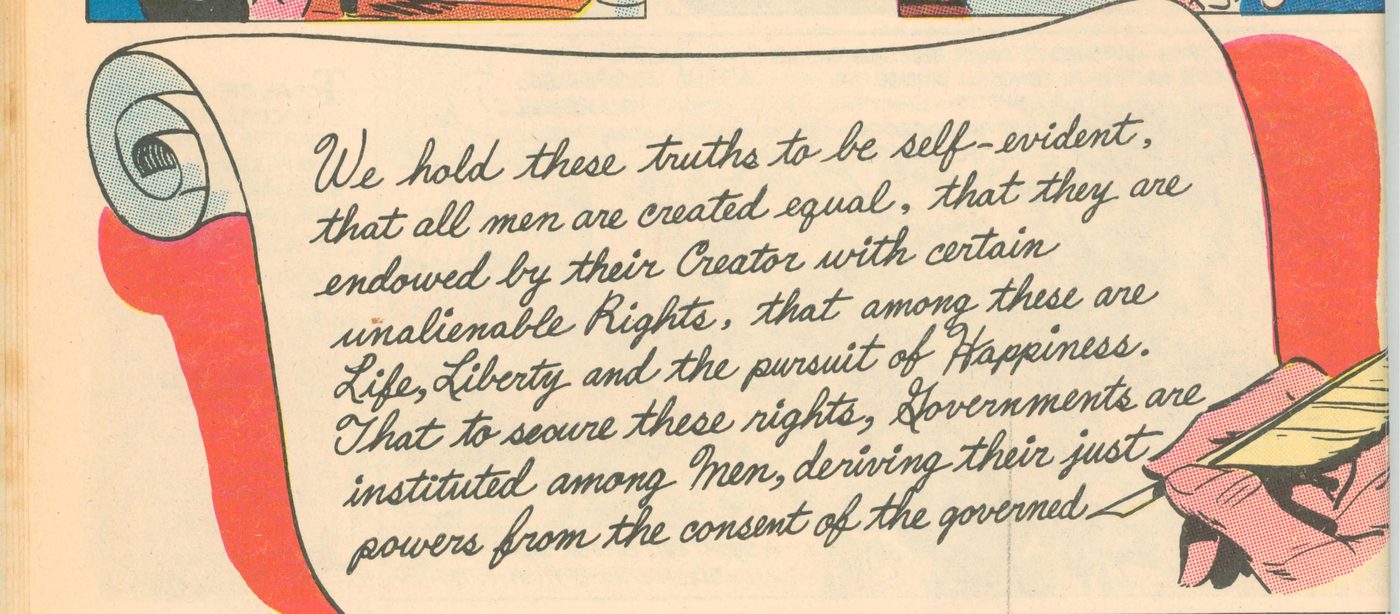 We hold these truths to be self-evident,
that all men are created equal, that they are
endowed by their Creator with certain
unalienable Rights, that among these are
Life, Liberty and the pursuit of Happiness.
That to secure these rights, Governments are
instituted among Men, deriving their just
powers from the consent of the governed